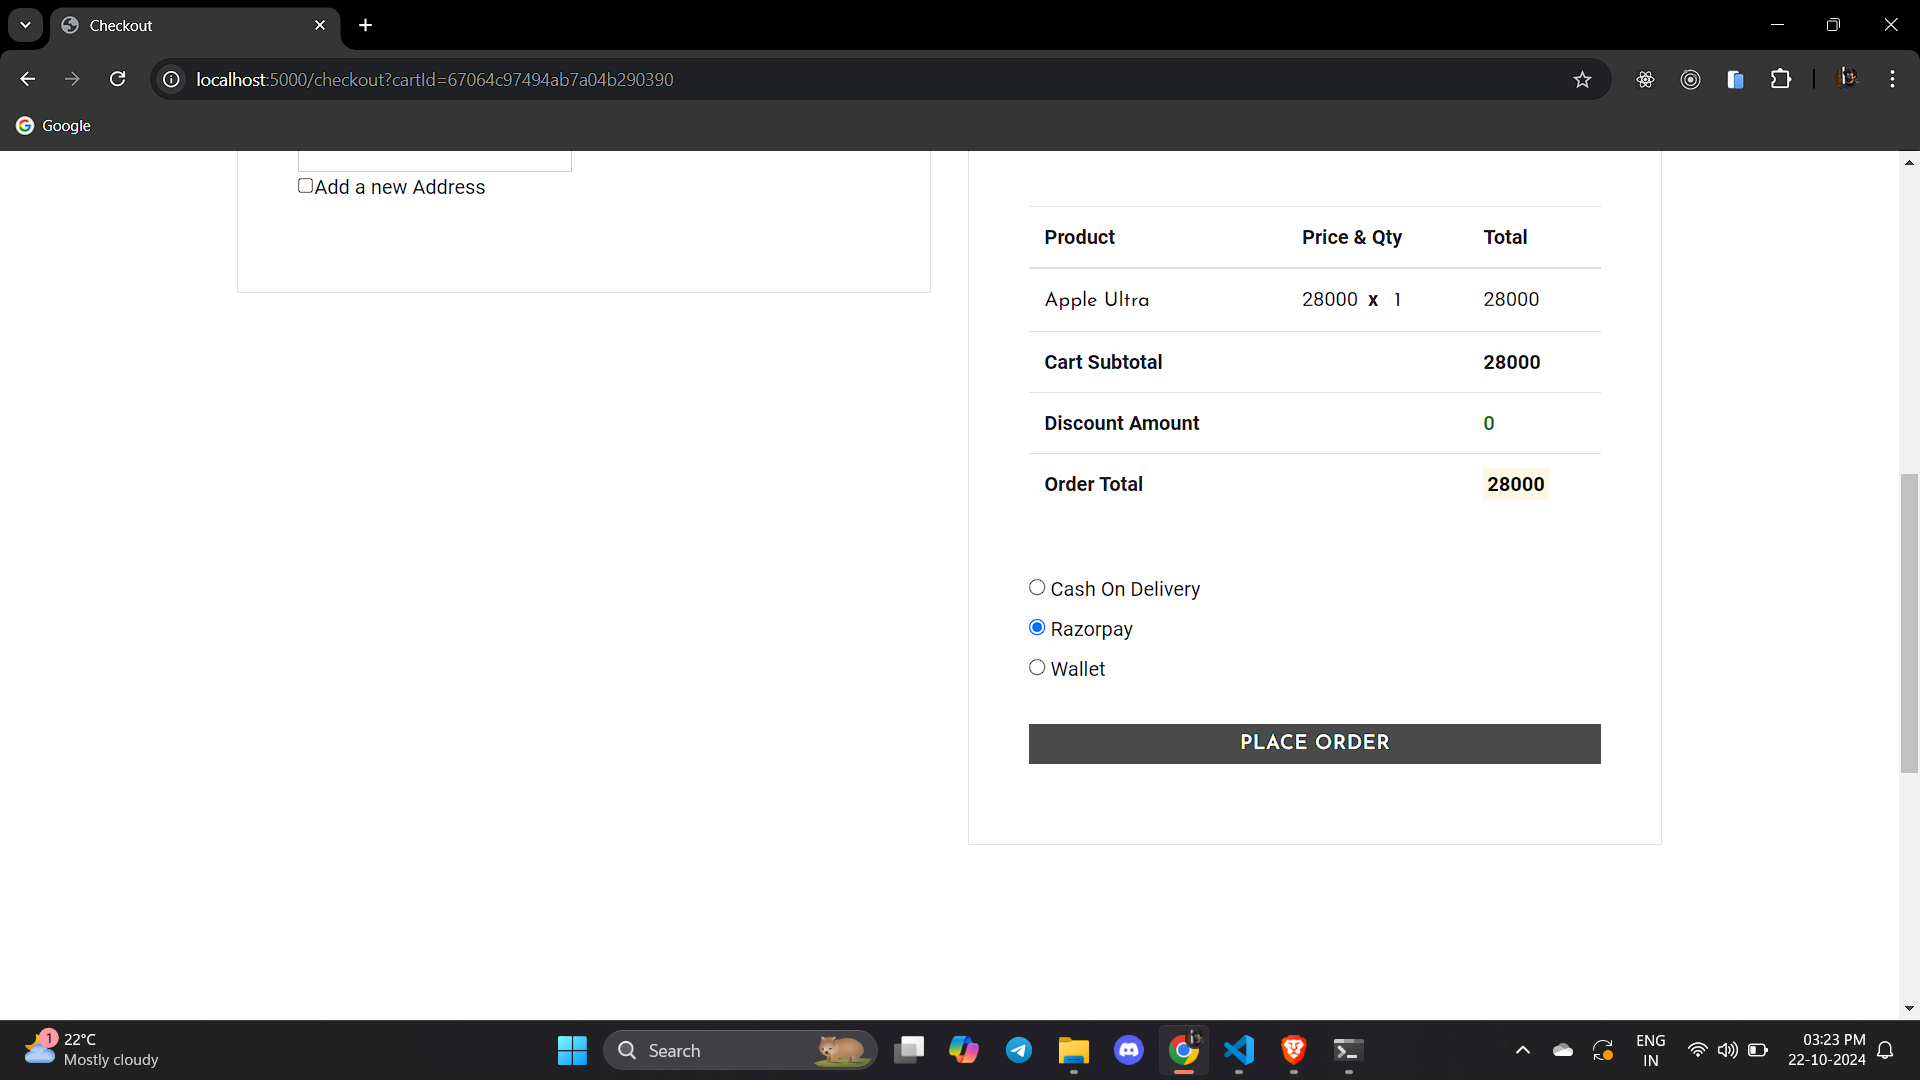 Checkout
localhost:5000/checkout?cartId=67064c97494ab7a04b290390
Google
Add a new Address
Product Price & Qty Total
Apple Ultra 28000 x 1 28000
Cart Subtotal 28000
Discount Amount 0
Order Total 28000
Cash On Delivery
Razorpay
Wallet
PLACE ORDER
1
22°C
Mostly cloudy
Search
ENG
IN
03:23 PM
22-10-2024